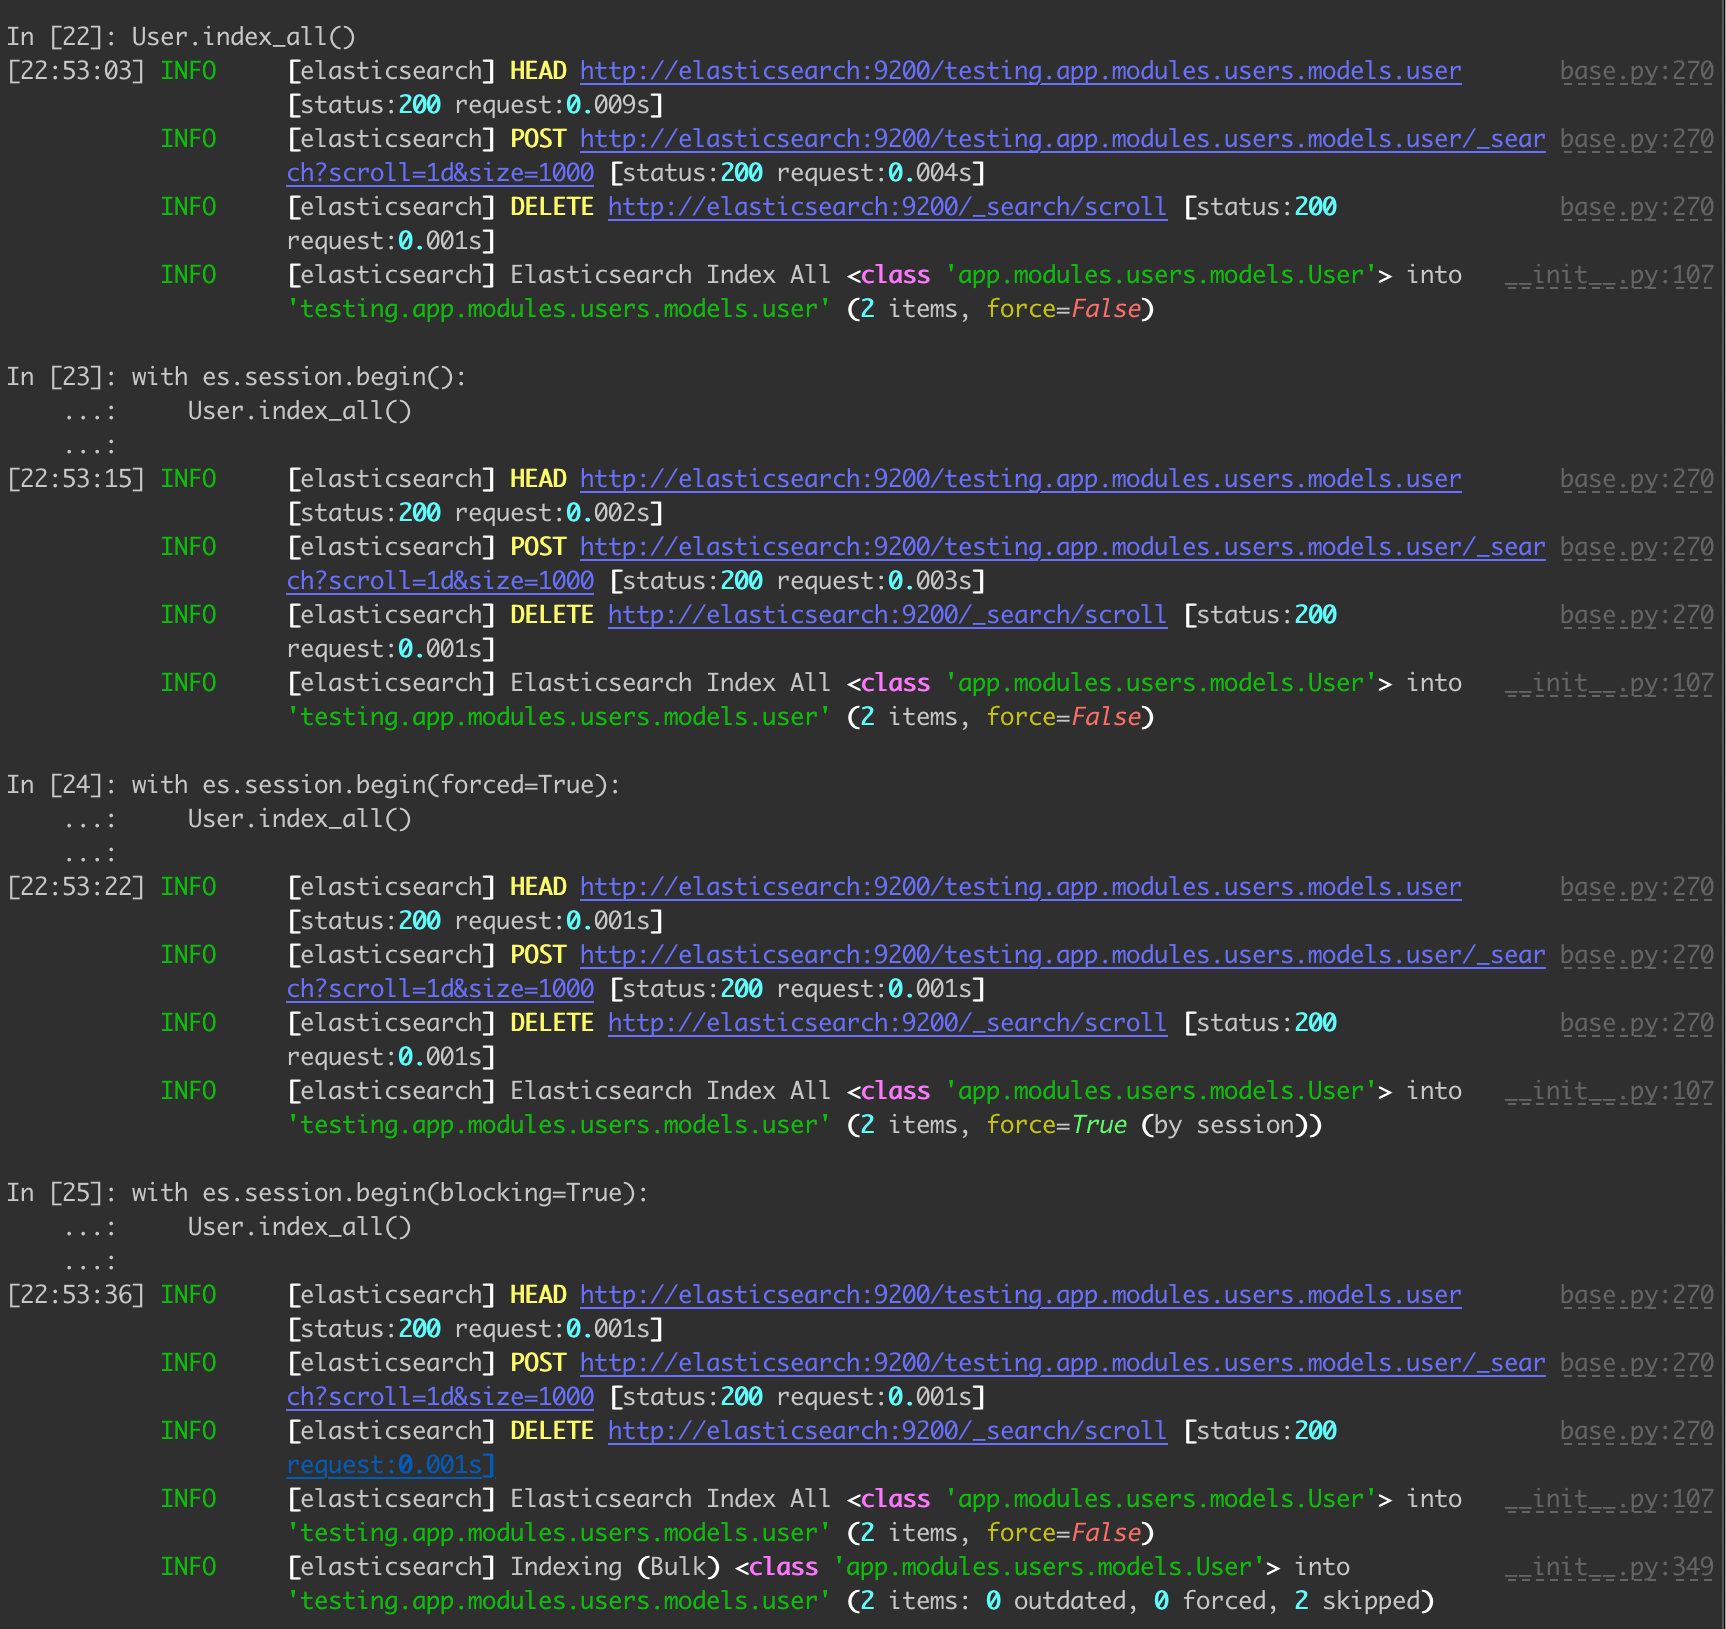 In [22]: User.index_all()
[22:53:03] INFO     [elasticsearch] HEAD http://elasticsearch:9200/testing.app.modules.users.models.user       base.py:270
                    [status:200 request:0.009s]
           INFO     [elasticsearch] POST http://elasticsearch:9200/testing.app.modules.users.models.user/_sear base.py:270
                    ch?scroll=1d&size=1000 [status:200 request:0.004s]
           INFO     [elasticsearch] DELETE http://elasticsearch:9200/_search/scroll [status:200                base.py:270
                    request:0.001s]
           INFO     [elasticsearch] Elasticsearch Index All <class 'app.modules.users.models.User'> into   __init__.py:107
                    'testing.app.modules.users.models.user' (2 items, force=False)

In [23]: with es.session.begin():
    ...:     User.index_all()
    ...:
[22:53:15] INFO     [elasticsearch] HEAD http://elasticsearch:9200/testing.app.modules.users.models.user       base.py:270
                    [status:200 request:0.002s]
           INFO     [elasticsearch] POST http://elasticsearch:9200/testing.app.modules.users.models.user/_sear base.py:270
                    ch?scroll=1d&size=1000 [status:200 request:0.003s]
           INFO     [elasticsearch] DELETE http://elasticsearch:9200/_search/scroll [status:200                base.py:270
                    request:0.001s]
           INFO     [elasticsearch] Elasticsearch Index All <class 'app.modules.users.models.User'> into   __init__.py:107
                    'testing.app.modules.users.models.user' (2 items, force=False)

In [24]: with es.session.begin(forced=True):
    ...:     User.index_all()
    ...:
[22:53:22] INFO     [elasticsearch] HEAD http://elasticsearch:9200/testing.app.modules.users.models.user       base.py:270
                    [status:200 request:0.001s]
           INFO     [elasticsearch] POST http://elasticsearch:9200/testing.app.modules.users.models.user/_sear base.py:270
                    ch?scroll=1d&size=1000 [status:200 request:0.001s]
           INFO     [elasticsearch] DELETE http://elasticsearch:9200/_search/scroll [status:200                base.py:270
                    request:0.001s]
           INFO     [elasticsearch] Elasticsearch Index All <class 'app.modules.users.models.User'> into   __init__.py:107
                    'testing.app.modules.users.models.user' (2 items, force=True (by session))

In [25]: with es.session.begin(blocking=True):
    ...:     User.index_all()
    ...:
[22:53:36] INFO     [elasticsearch] HEAD http://elasticsearch:9200/testing.app.modules.users.models.user       base.py:270
                    [status:200 request:0.001s]
           INFO     [elasticsearch] POST http://elasticsearch:9200/testing.app.modules.users.models.user/_sear base.py:270
                    ch?scroll=1d&size=1000 [status:200 request:0.001s]
           INFO     [elasticsearch] DELETE http://elasticsearch:9200/_search/scroll [status:200                base.py:270
                    request:0.001s]
           INFO     [elasticsearch] Elasticsearch Index All <class 'app.modules.users.models.User'> into   __init__.py:107
                    'testing.app.modules.users.models.user' (2 items, force=False)
           INFO     [elasticsearch] Indexing (Bulk) <class 'app.modules.users.models.User'> into           __init__.py:349
                    'testing.app.modules.users.models.user' (2 items: 0 outdated, 0 forced, 2 skipped)